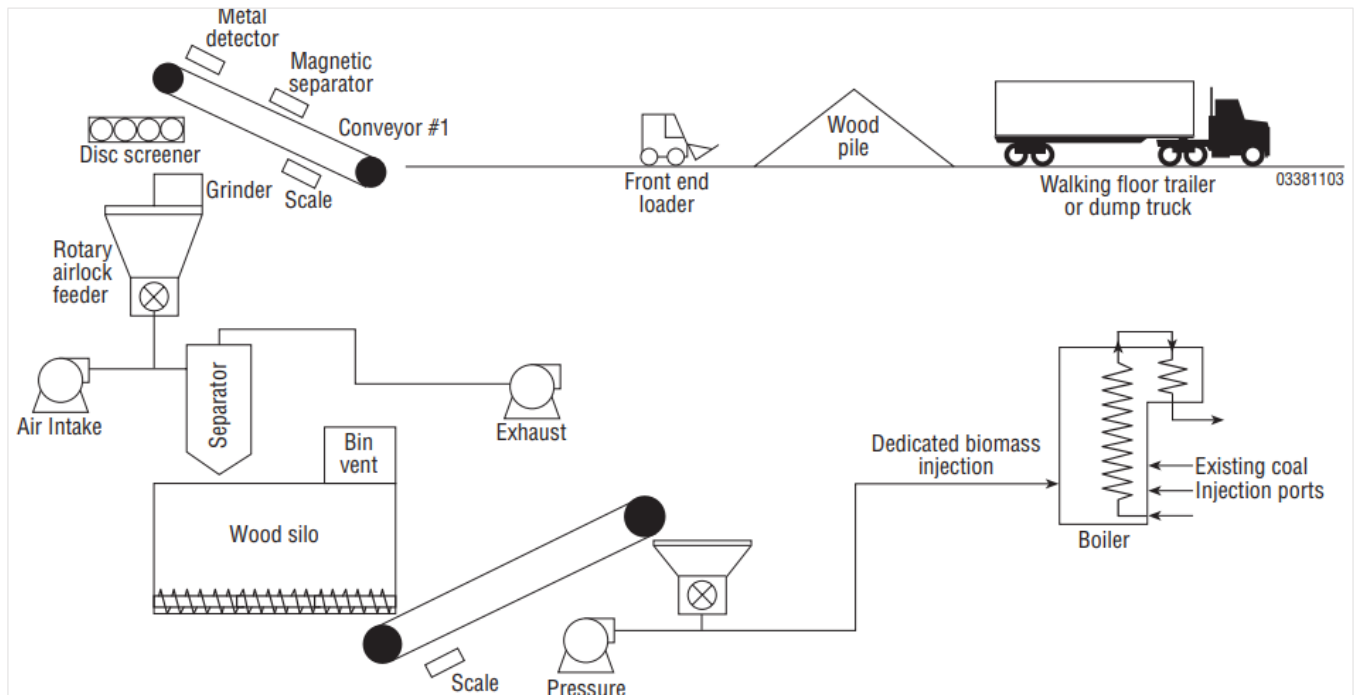 Metal
detector
Magnetic
separator
Conveyor #1
Disc screener
Grinder
Scale
Front end
loader
Wood
pile
Walking floor trailer
or dump truck
03381103
Rotary
airlock
feeder
Air Intake
Separator
Exhaust
Bin
vent
Wood silo
Dedicated biomass
injection
Existing coal
Injection ports
Boiler
Scale
Pressure